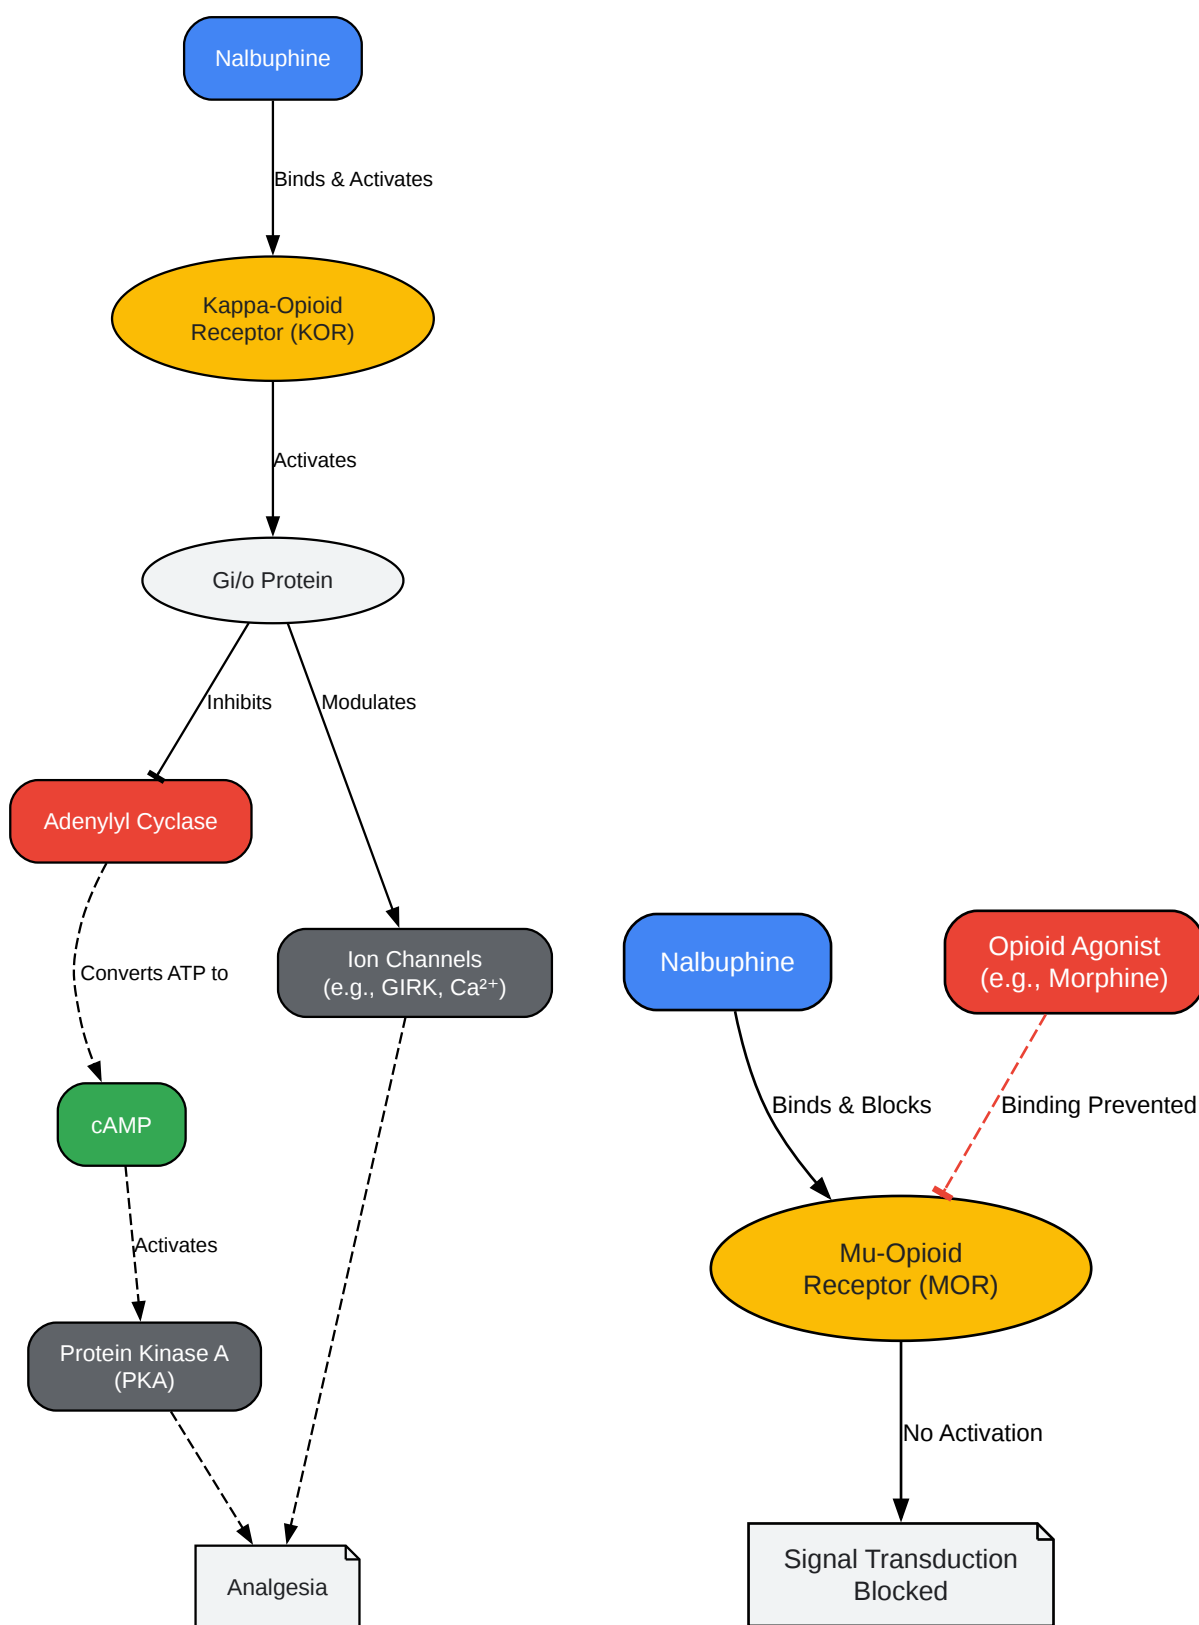 Nalbuphine
Binds & Activates
Kappa-Opioid
Receptor (KOR)
Activates
Gi/o Protein
Inhibits
Modulates
Adenylyl Cyclase
Converts ATP to
Ion Channels
(e.g., GIRK, Ca²⁺)
cAMP
Activates
Protein Kinase A
(PKA)
Analgesia
Nalbuphine
Opioid Agonist
(e.g., Morphine)
Binds & Blocks
Binding Prevented
Mu-Opioid
Receptor (MOR)
No Activation
Signal Transduction
Blocked